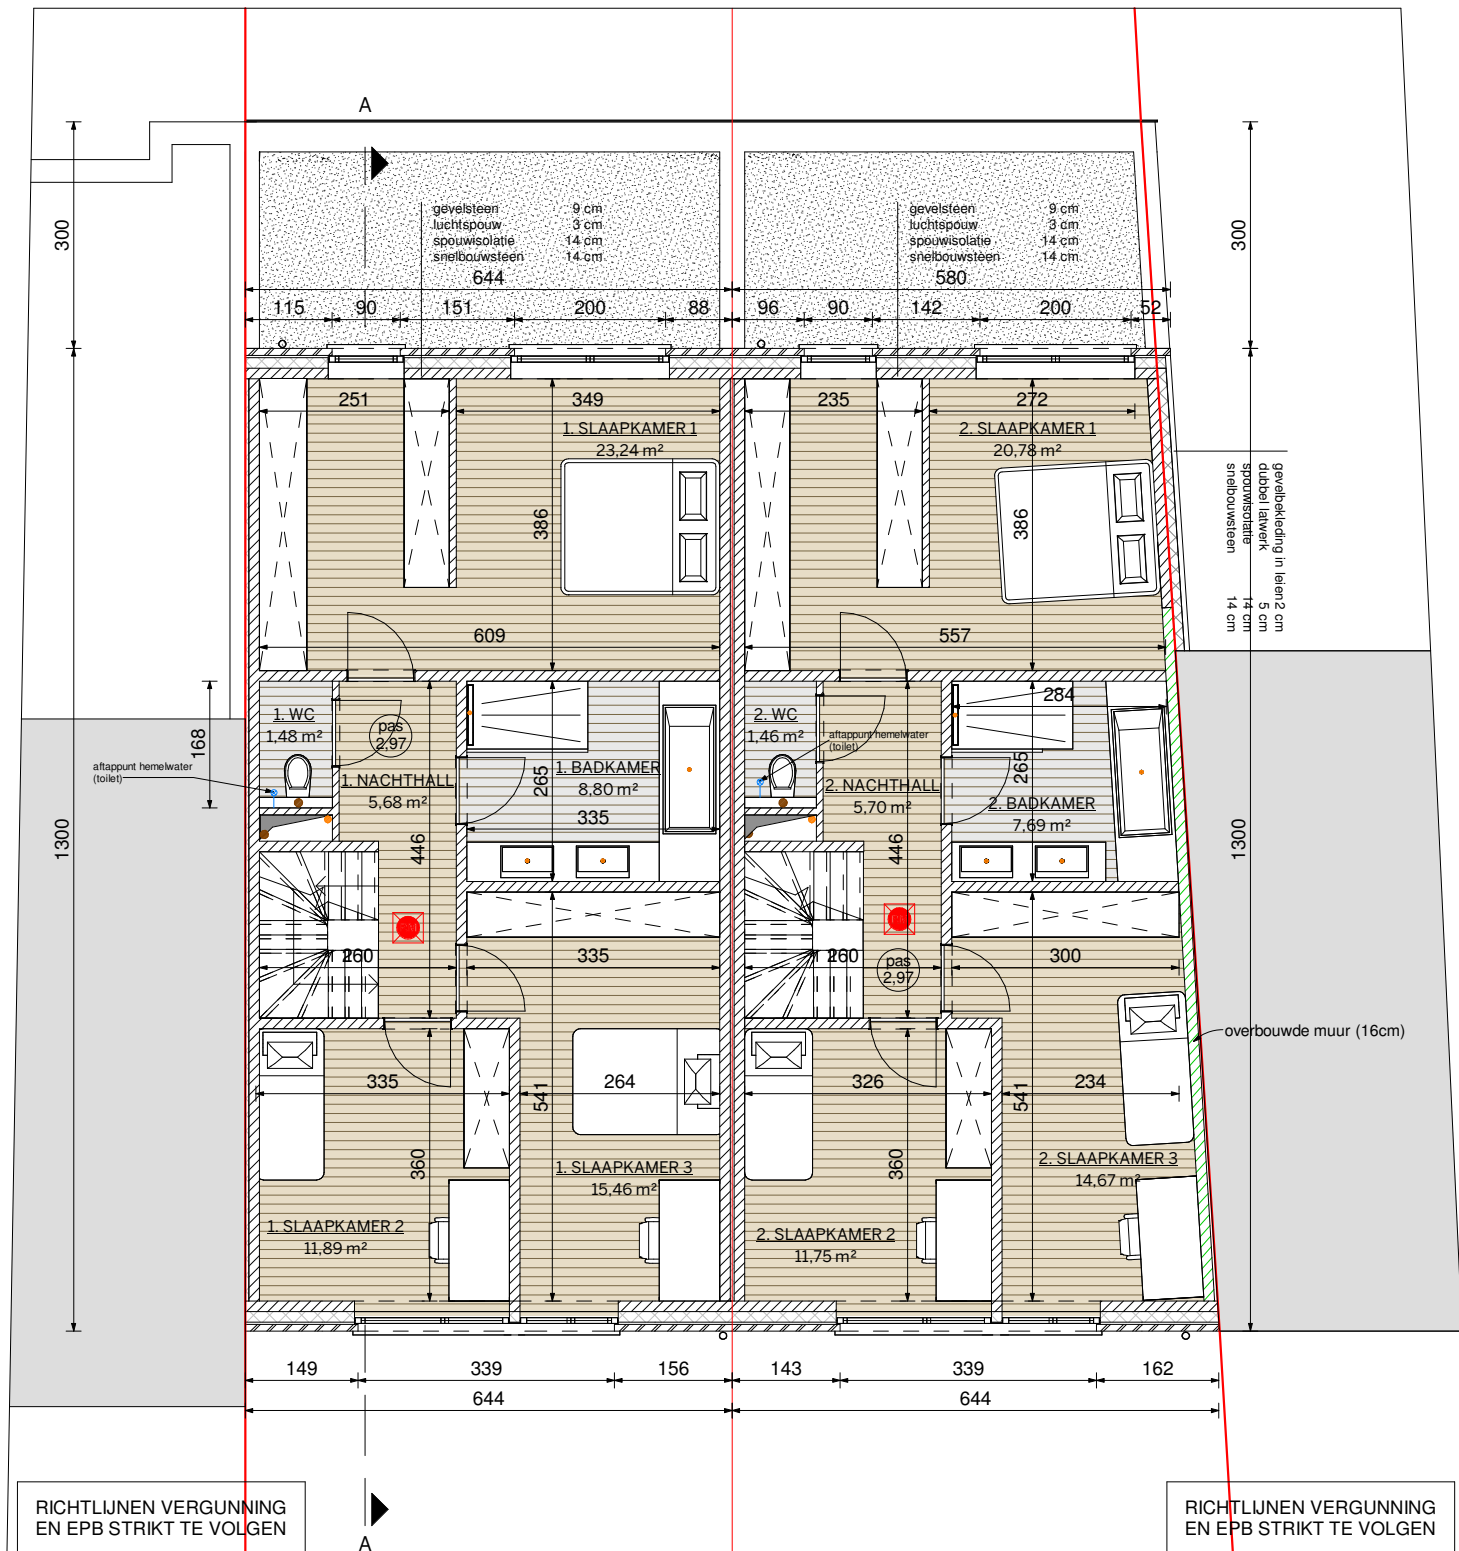 A
300
300
gevelsteen 9 cm
luchtspouw 3 cm
spouwisolatie 14 cm
snelbouwsteen 14 cm
gevelsteen 9 cm
luchtspouw 3 cm
spouwisolatie 14 cm
snelbouwsteen 14 cm
644
580
115 90 151 200 88 96 90 142 200 52
251
349
235
272
1. SLAAPKAMER 1
23,24 m²
2. SLAAPKAMER 1
20,78 m²
gevelbekleding in leien 2 cm
dubbel latwerk 5 cm
spouwisolatie 14 cm
snelbouwsteen 14 cm
386
386
609
557
1. WC
1,48 m²
168
pas
2,97
aftappunt hemelwater
(toilet)
1. NACHTHALL
5,68 m²
265
1. BADKAMER
8,80 m²
335
2. WC
1,46 m²
aftappunt hemelwater
(toilet)
2. NACHTHALL
5,70 m²
284
265
2. BADKAMER
7,69 m²
1300
1300
446
446
260
335
260
pas
2,97
300
overbouwde muur (16cm)
335
264
326
234
541
541
360
360
1. SLAAPKAMER 3
15,46 m²
2. SLAAPKAMER 3
14,67 m²
1. SLAAPKAMER 2
11,89 m²
2. SLAAPKAMER 2
11,75 m²
149 339 156 143 339 162
644
644
RICHTLIJNEN VERGUNNING
EN EPB STRIKT TE VOLGEN
A
RICHTLIJNEN VERGUNNING
EN EPB STRIKT TE VOLGEN